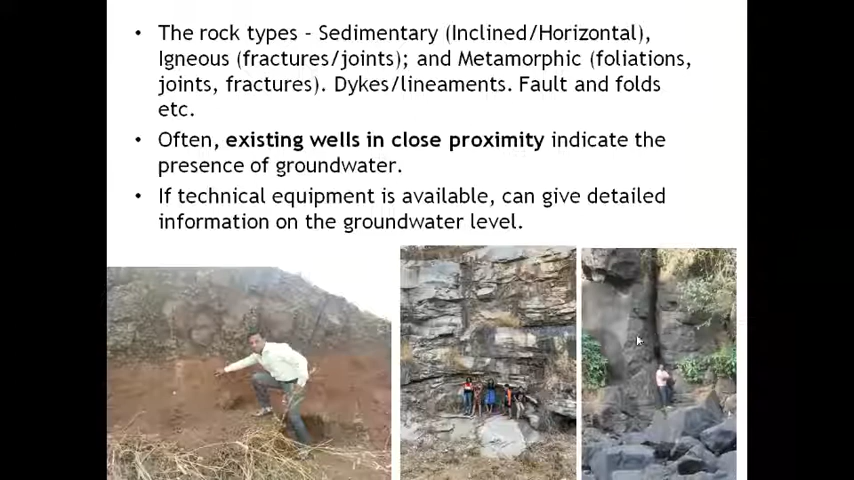 • The rock types - Sedimentary (Inclined/Horizontal),
Igneous (fractures/joints); and Metamorphic (foliations,
joints, fractures). Dykes/lineaments. Fault and folds
etc.
• Often, existing wells in close proximity indicate the
presence of groundwater.
• If technical equipment is available, can give detailed
information on the groundwater level.